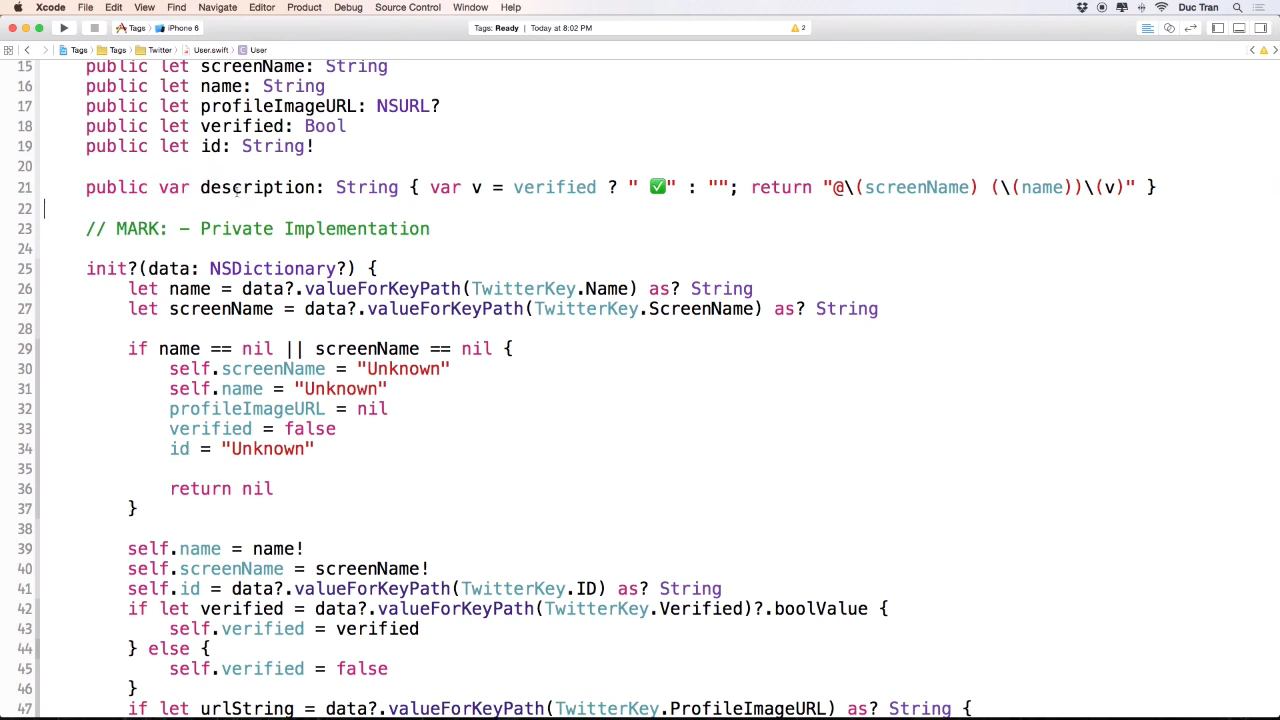 Xcode File Edit View Find Navigate Editor Product Debug Source Control Window Help Duc Tran
Tags iPhone 6 Tags: Ready | Today at 8:02 PM 2
Tags Tags Twitter User.swift C User
15 public let screenName: String
16 public let name: String
17 public let profileImageURL: NSURL?
18 public let verified: Bool
19 public let id: String!
20
21 public var description: String { var v = verified ? " ✅" : ""; return "@\(screenName) (\(name))\(v)" }
22
23 // MARK: - Private Implementation
24
25 init?(data: NSDictionary?) {
26 let name = data?.valueForKeyPath(TwitterKey.Name) as? String
27 let screenName = data?.valueForKeyPath(TwitterKey.ScreenName) as? String
28
29 if name == nil || screenName == nil {
30 self.screenName = "Unknown"
31 self.name = "Unknown"
32 profileImageURL = nil
33 verified = false
34 id = "Unknown"
35
36 return nil
37 }
38
39 self.name = name!
40 self.screenName = screenName!
41 self.id = data?.valueForKeyPath(TwitterKey.ID) as? String
42 if let verified = data?.valueForKeyPath(TwitterKey.Verified)?.boolValue {
43 self.verified = verified
44 } else {
45 self.verified = false
46 }
47 if let urlString = data?.valueForKeyPath(TwitterKey.ProfileImageURL) as? String {